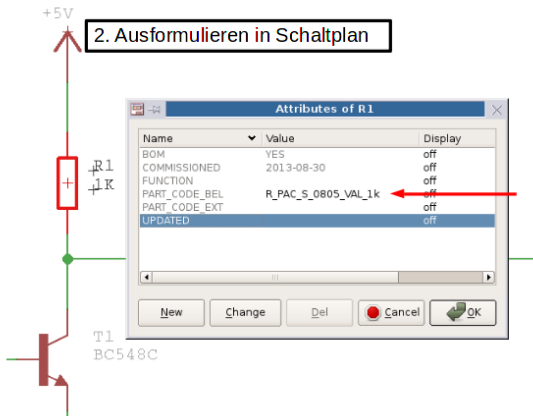 +5V
2. Ausformulieren in Schaltplan
Attributes of R1
Name Value Display
BOM YES off
COMMISSIONED 2013-08-30 off
FUNCTION off
PART_CODE_BEL R_PAC_S_0805_VAL_1k off
PART_CODE_EXT off
UPDATED off
R1
1K
New Change Del Cancel OK
T1
BC548C